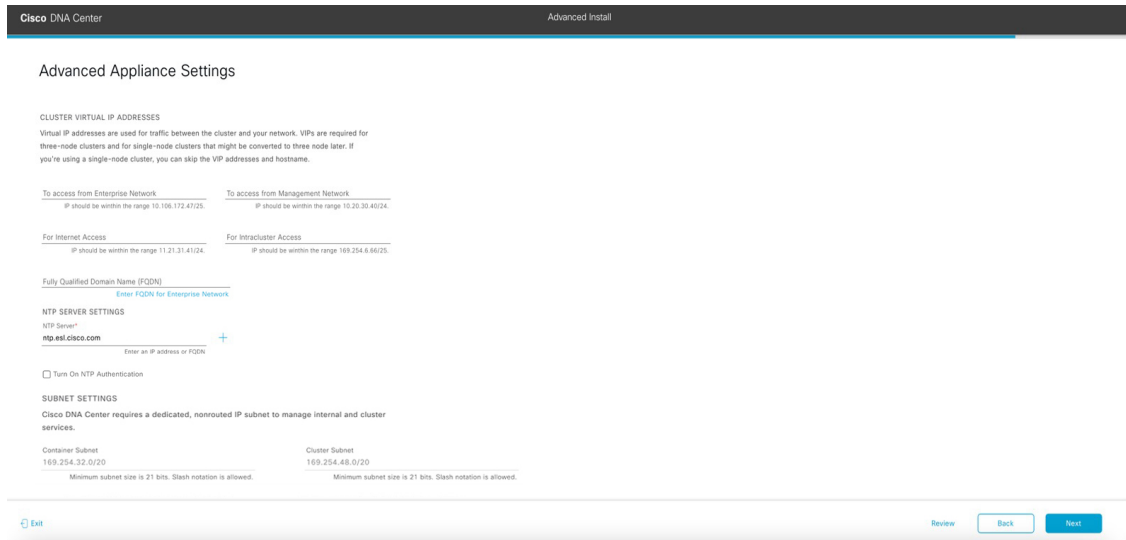 Cisco DNA Center
Advanced Install
Advanced Appliance Settings
CLUSTER VIRTUAL IP ADDRESSES
Virtual IP addresses are used for traffic between the cluster and your network. VIPs are required for
three-node clusters and for single-node clusters that might be converted to three node later. If
you're using a single-node cluster, you can skip the VIP addresses and hostname.
To access from Enterprise Network
To access from Management Network
IP should be winthin the range 10.106.172.47/25.
IP should be winthin the range 10.20.30.40/24.
For Internet Access
For Intracluster Access
IP should be winthin the range 11.21.31.41/24.
IP should be winthin the range 169.254.6.66/25.
Fully Qualified Domain Name (FQDN)
Enter FQDN for Enterprise Network
NTP SERVER SETTINGS
NTP Server*
ntp.esl.cisco.com
Enter an IP address or FQDN
Turn On NTP Authentication
SUBNET SETTINGS
Cisco DNA Center requires a dedicated, nonrouted IP subnet to manage internal and cluster
services.
Container Subnet
Cluster Subnet
169.254.32.0/20
169.254.48.0/20
Minimum subnet size is 21 bits. Slash notation is allowed.
Minimum subnet size is 21 bits. Slash notation is allowed.
Exit
Review
Back
Next